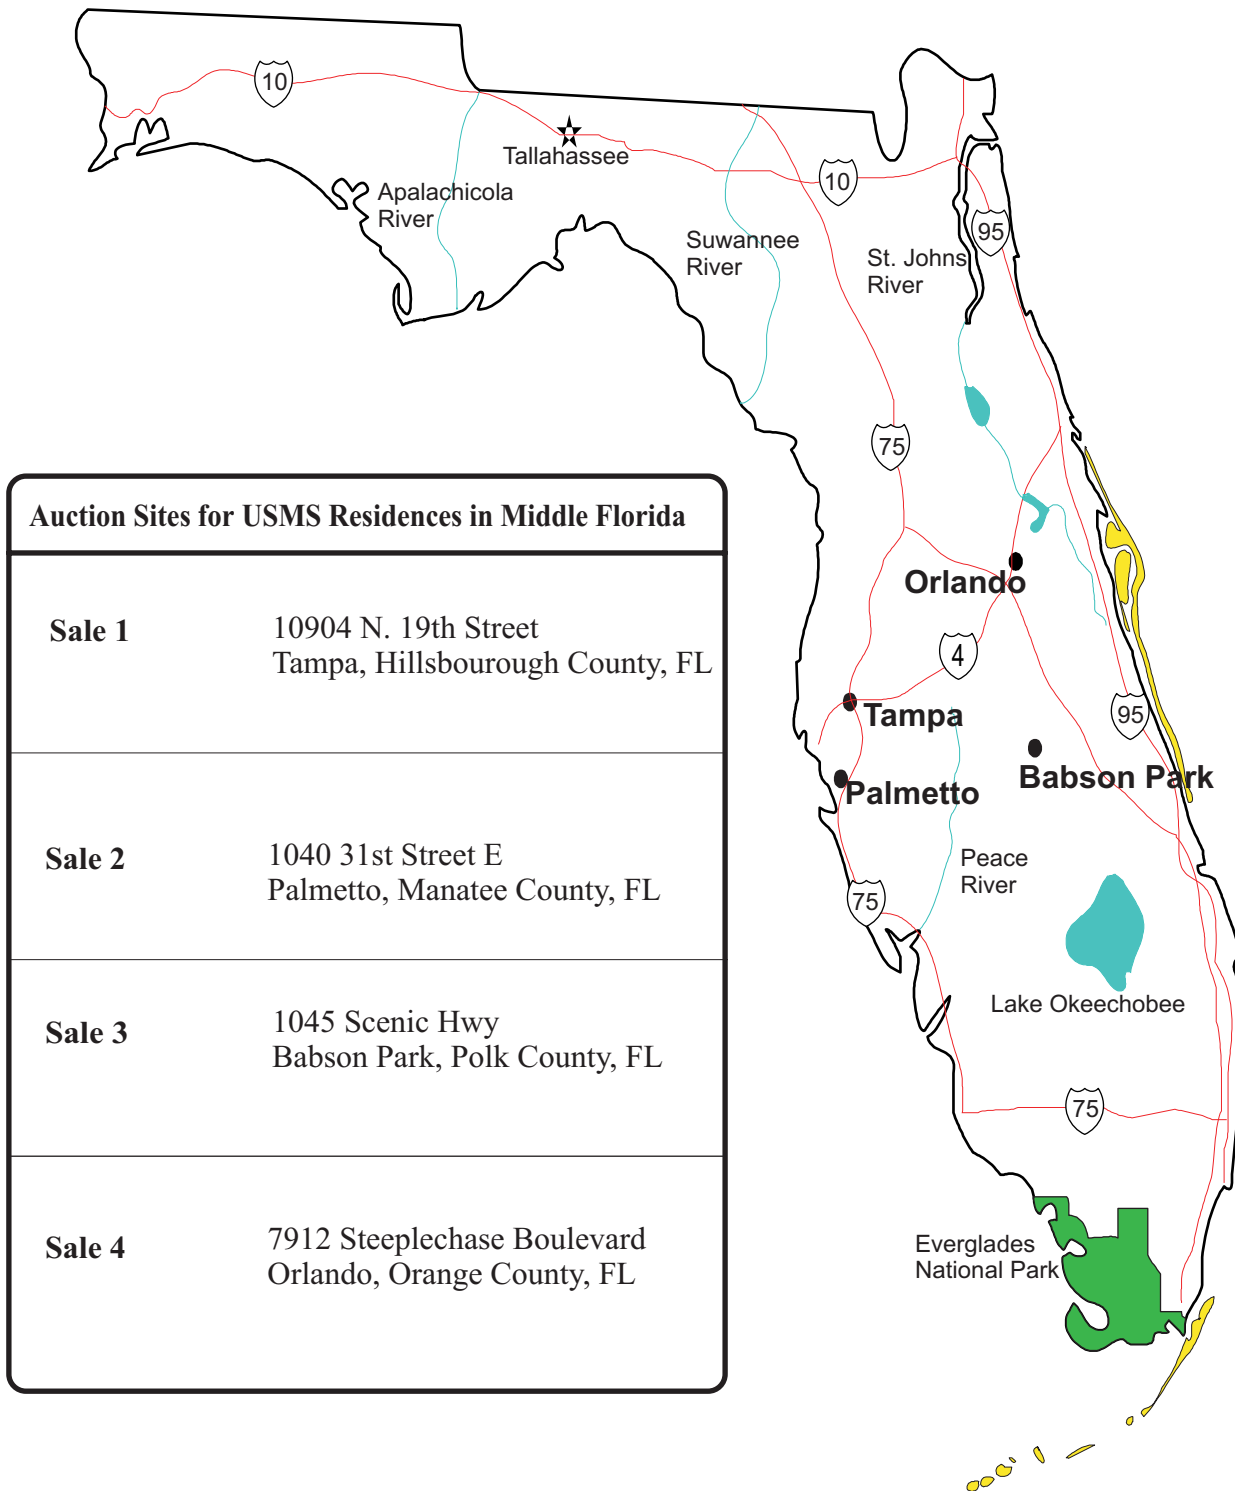 10
Tallahassee
10
Apalachicola
River
95
Suwannee
River
St. Johns
River
75
Auction Sites for USMS Residences in Middle Florida
Sale 1
10904 N. 19th Street
Tampa, Hillsbourough County, FL
Sale 2
1040 31st Street E
Palmetto, Manatee County, FL
Sale 3
1045 Scenic Hwy
Babson Park, Polk County, FL
Sale 4
7912 Steeplechase Boulevard
Orlando, Orange County, FL
Orlando
4
95
Tampa
Babson Park
Palmetto
Peace
River
75
Lake Okeechobee
75
Everglades
National Park